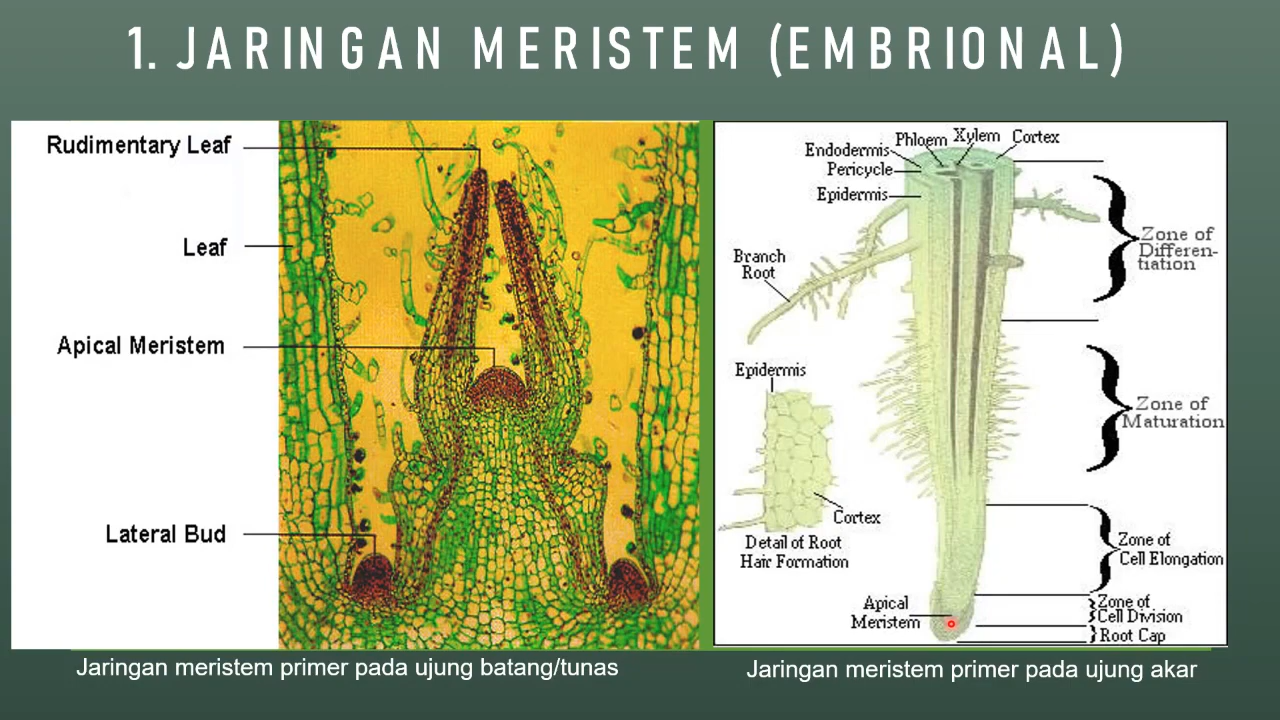 1. JARINGAN MERISTEM (EMBRIONAL)
Rudimentary Leaf
Leaf
Apical Meristem
Lateral Bud
Jaringan meristem primer pada ujung batang/tunas
Phloem
Xylem
Cortex
Endodermis
Pericycle
Epidermis
Branch
Root
Zone of
Differen-
tiation
Epidermis
Zone of
Maturation
Cortex
Detail of Root
Hair Formation
Zone of
Cell Elongation
Apical
Meristem
Zone of
Cell Division
Root Cap
Jaringan meristem primer pada ujung akar